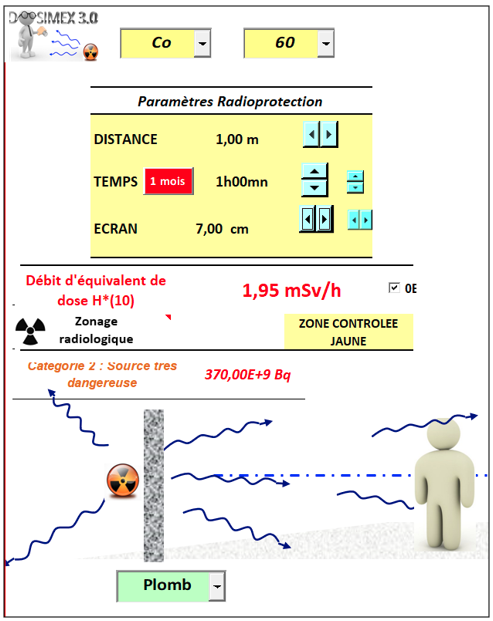 DOSIMEX 3.0
Co
60
Paramètres Radioprotection
DISTANCE 1,00 m
TEMPS 1 mois 1h00mn
ECRAN 7,00 cm
Débit d'équivalent de
dose H*(10)
1,95 mSv/h
0E
Zonage
radiologique
ZONE CONTROLEE
JAUNE
Catégorie 2 : Source très
dangereuse
370,00E+9 Bq
Plomb